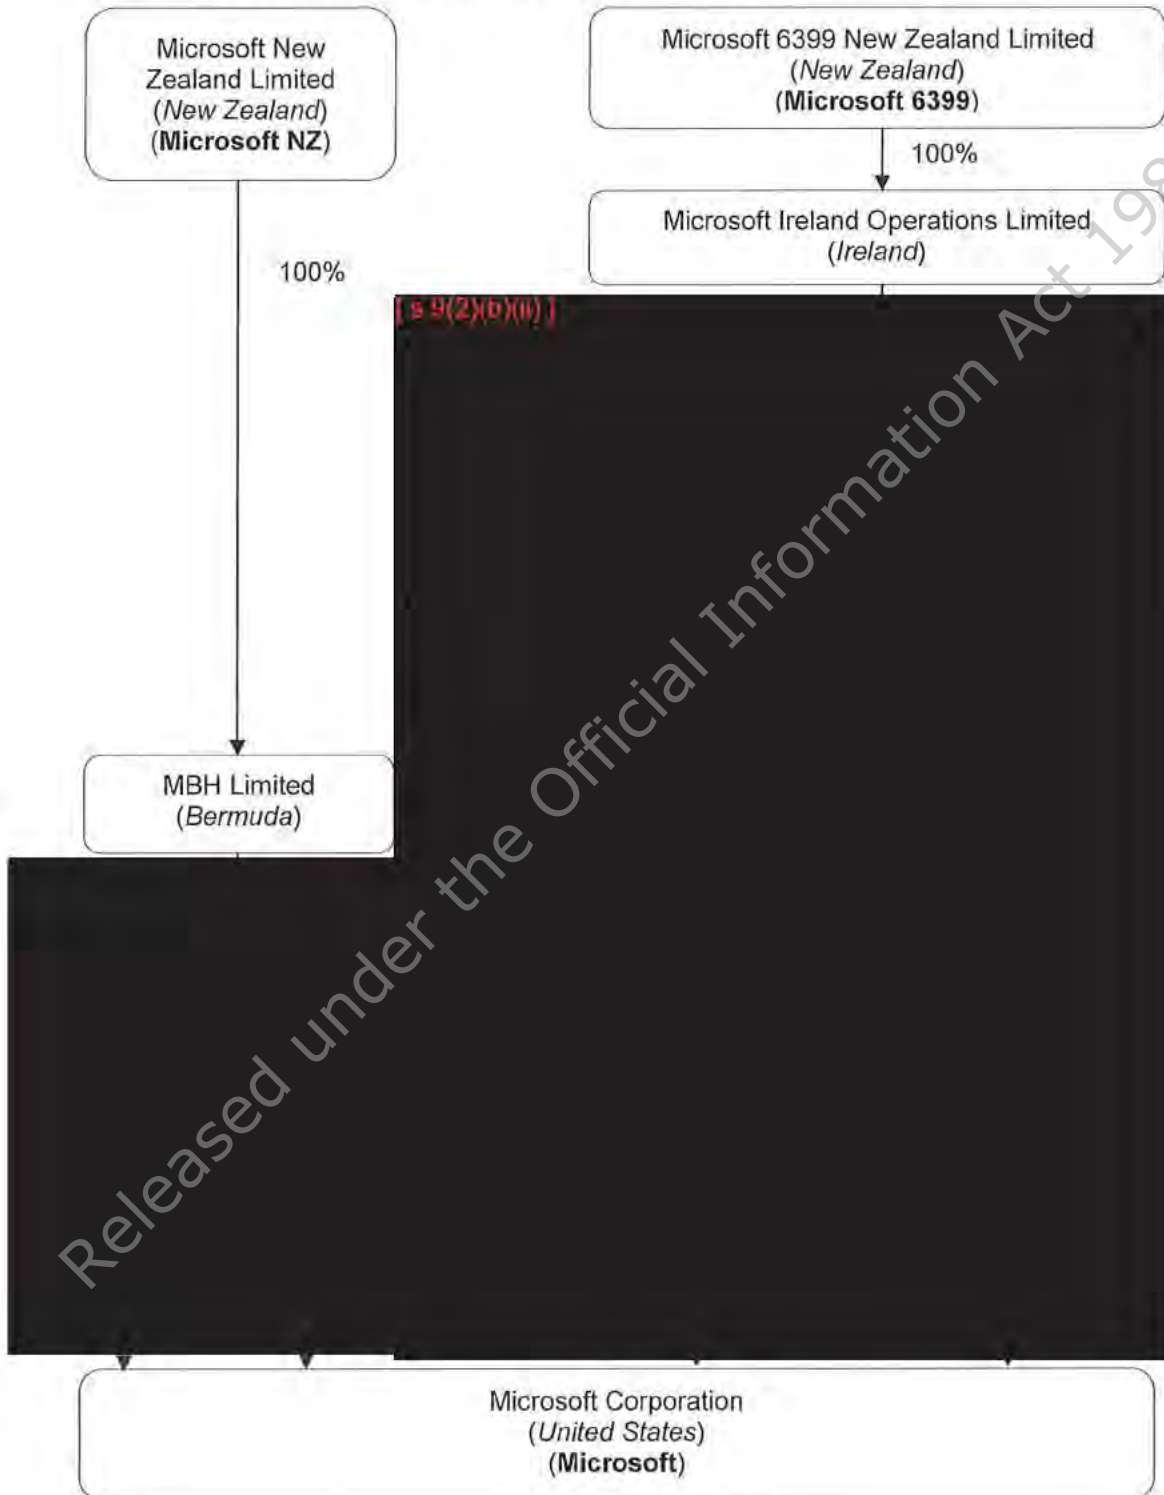 Microsoft New
Zealand Limited
(New Zealand)
(Microsoft NZ)
Microsoft 6399 New Zealand Limited
(New Zealand)
(Microsoft 6399)
100%
Microsoft Ireland Operations Limited
(Ireland)
100%
[ s 9(2)(b)(ii) ]
MBH Limited
(Bermuda)
Microsoft Corporation
(United States)
(Microsoft)
Released under the Official Information Act 198